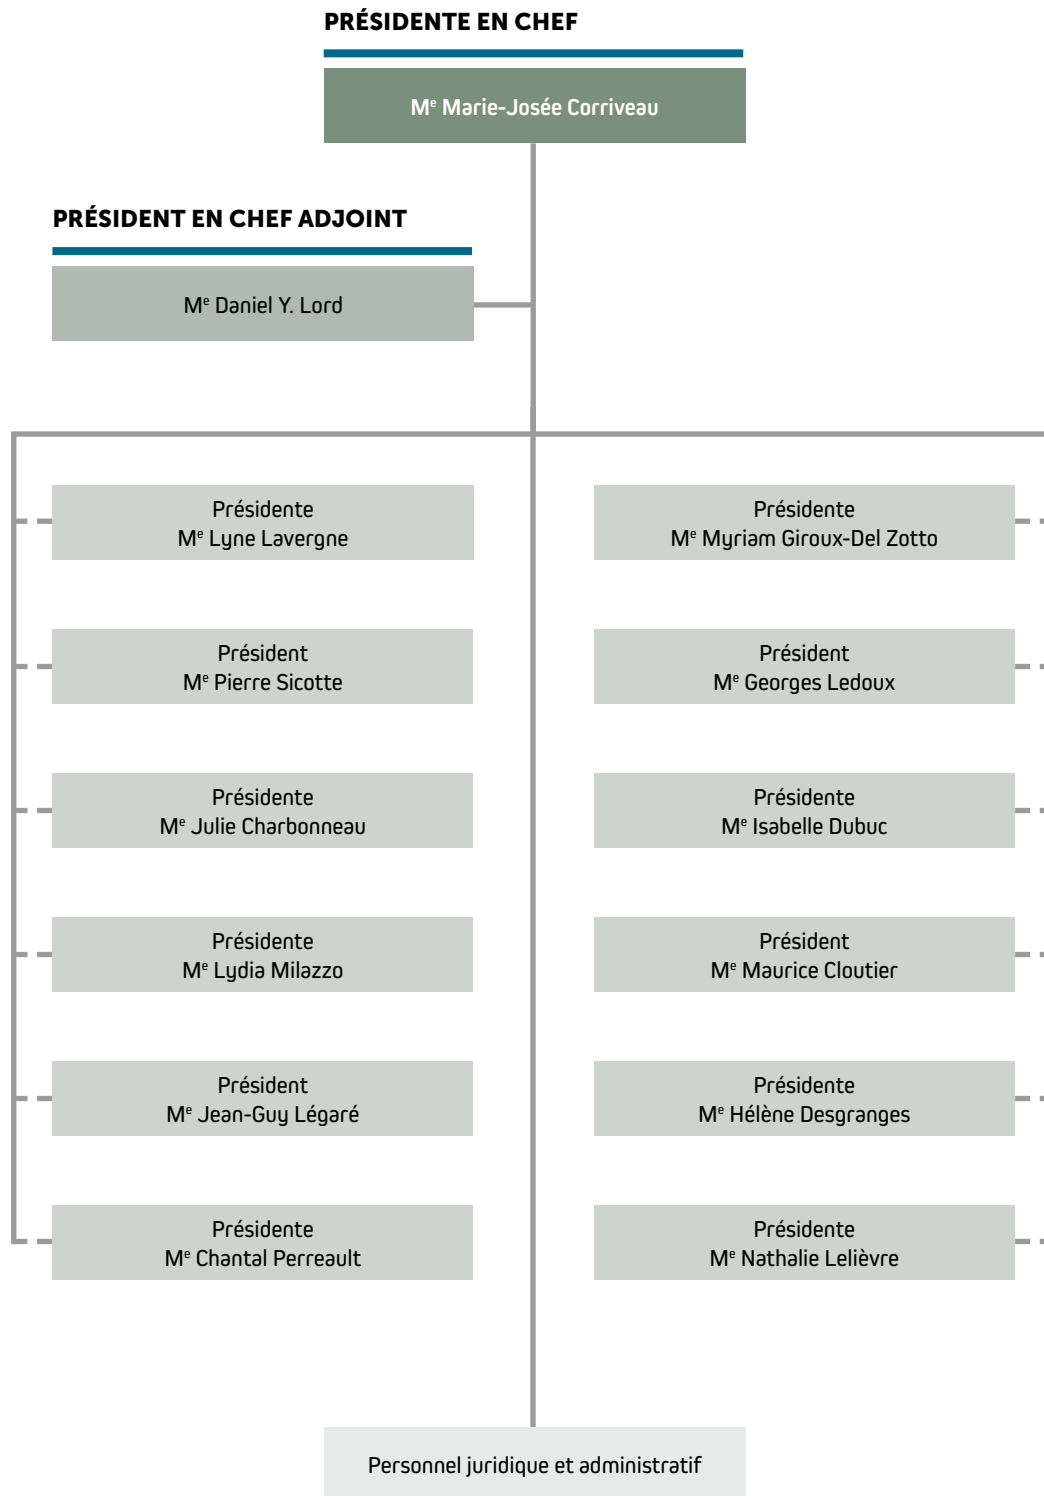 PRÉSIDENTE EN CHEF
Mᵉ Marie-Josée Corriveau
PRÉSIDENT EN CHEF ADJOINT
Mᵉ Daniel Y. Lord
Présidente
Mᵉ Lyne Lavergne
Présidente
Mᵉ Myriam Giroux-Del Zotto
Président
Mᵉ Pierre Sicotte
Président
Mᵉ Georges Ledoux
Présidente
Mᵉ Julie Charbonneau
Présidente
Mᵉ Isabelle Dubuc
Présidente
Mᵉ Lydia Milazzo
Président
Mᵉ Maurice Cloutier
Président
Mᵉ Jean-Guy Légaré
Présidente
Mᵉ Hélène Desgranges
Présidente
Mᵉ Chantal Perreault
Présidente
Mᵉ Nathalie Lelièvre
Personnel juridique et administratif